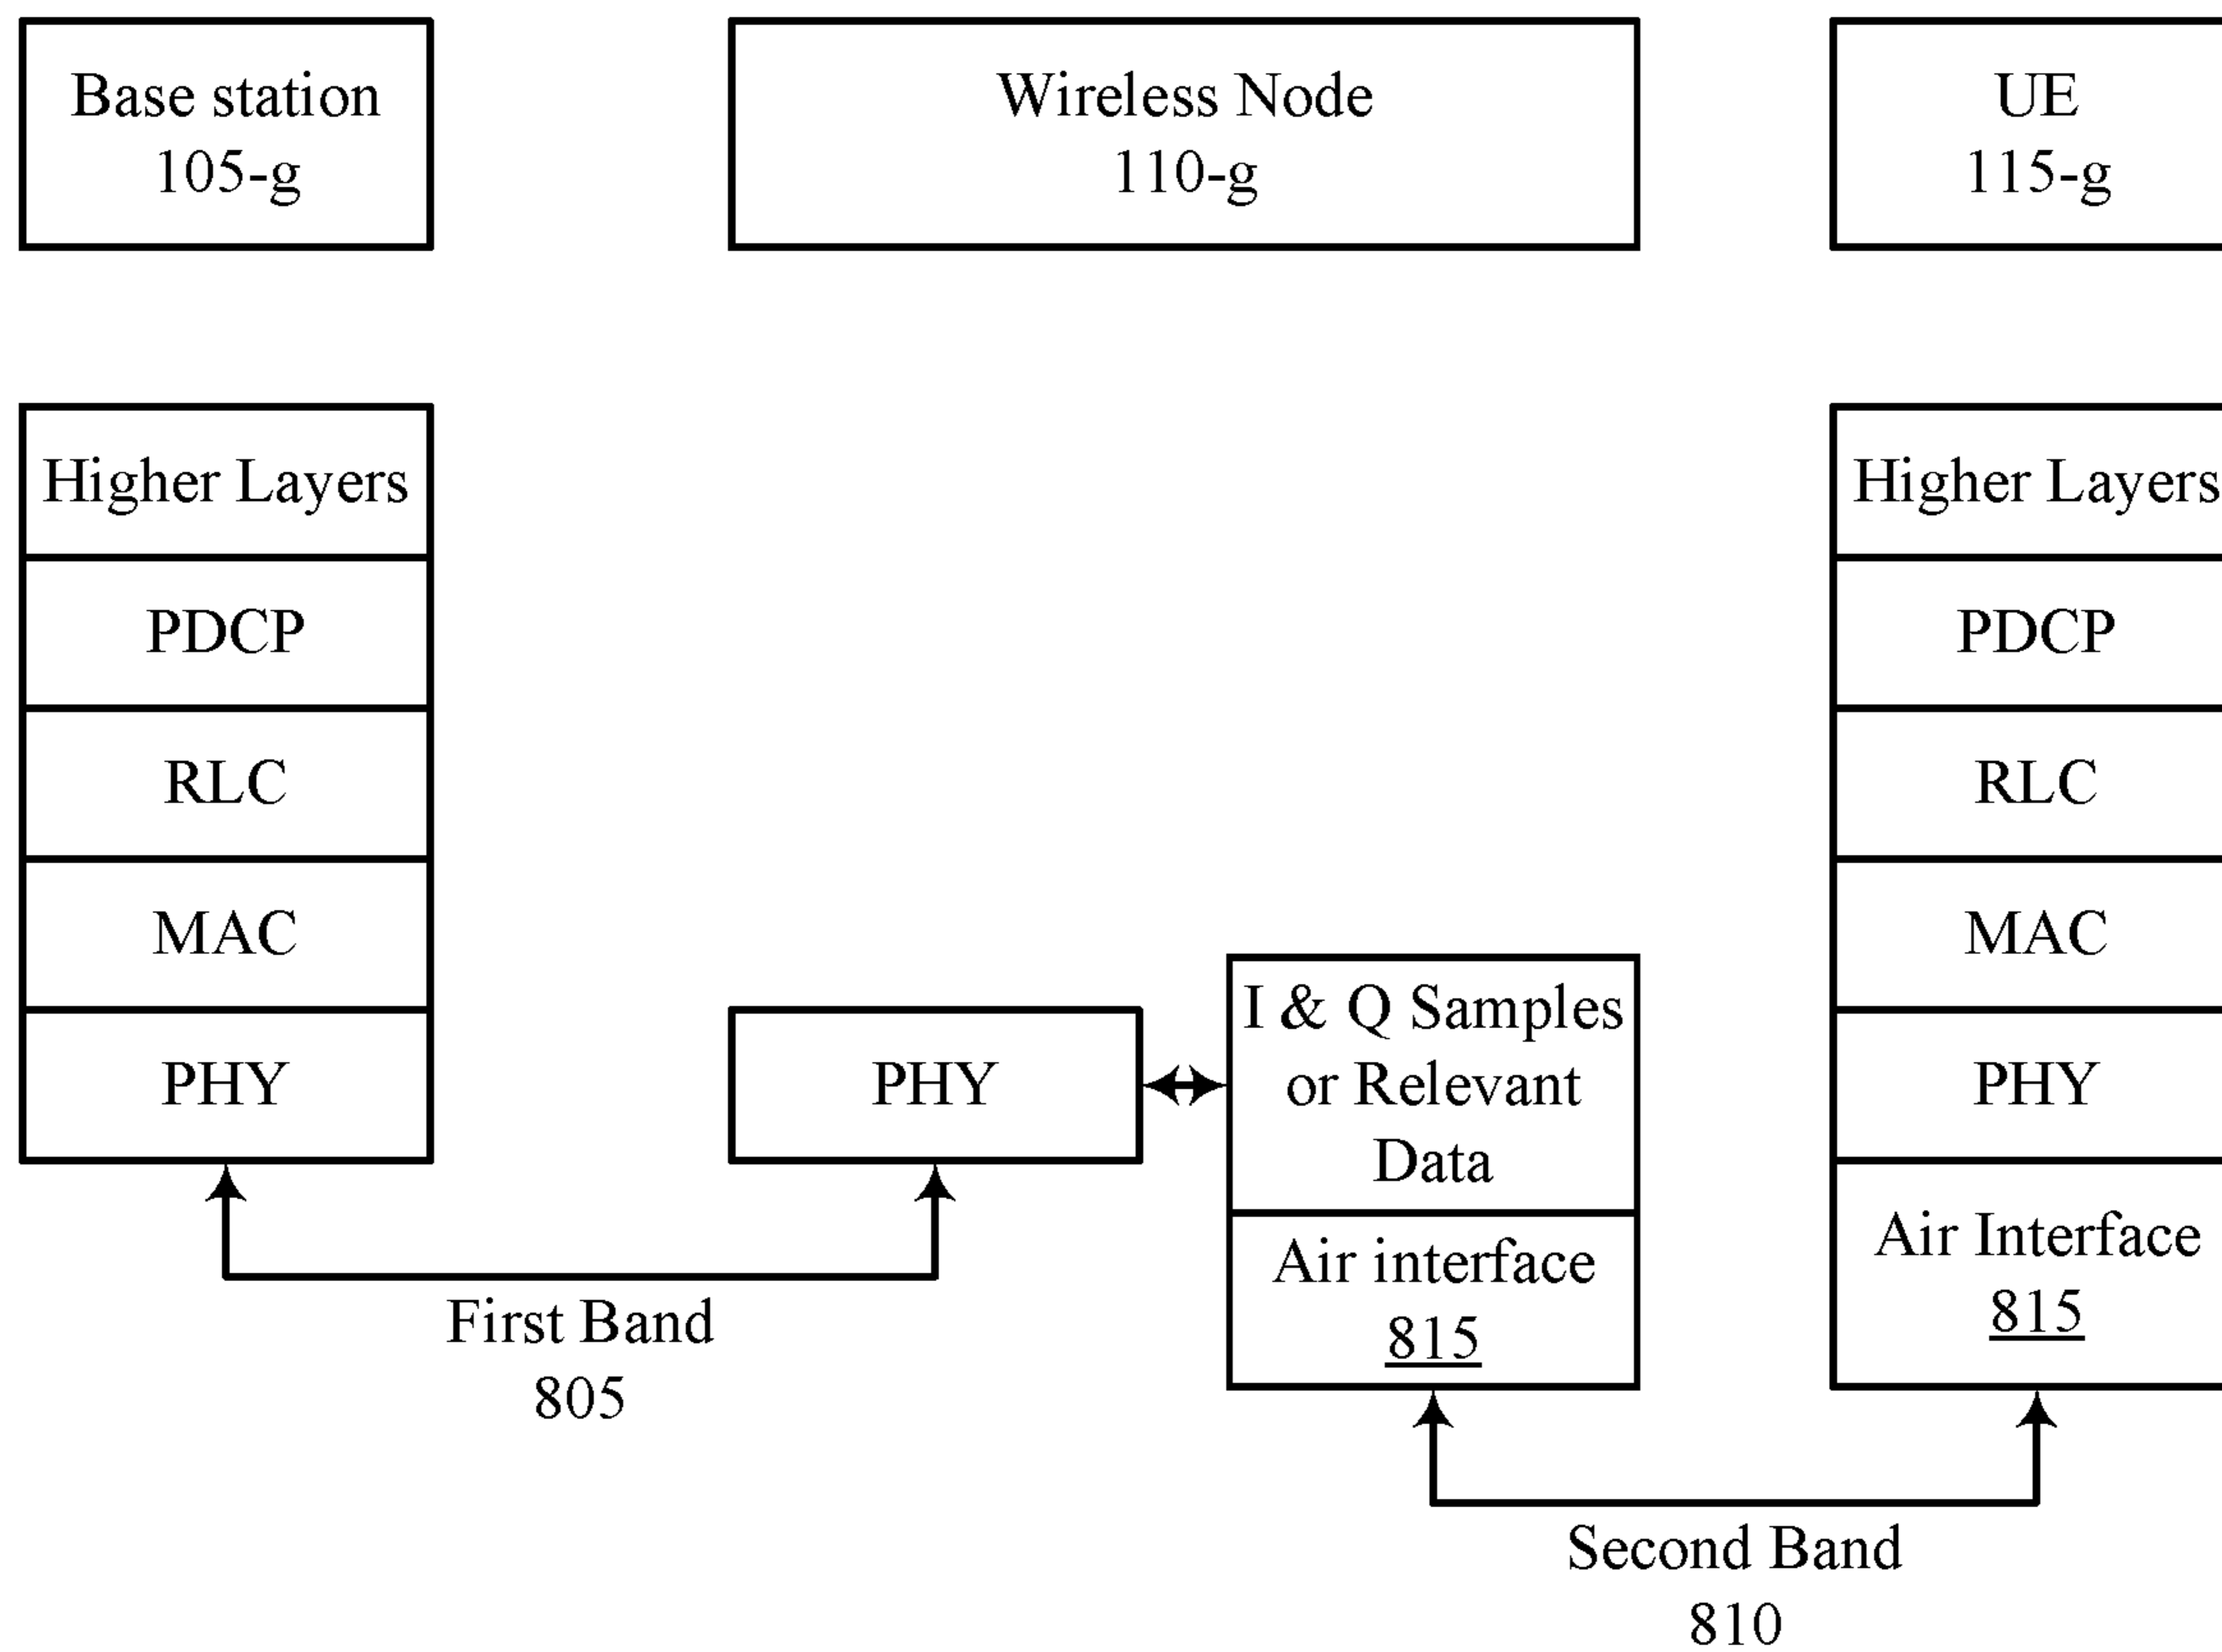 Base station
105-g
Wireless Node
110-g
UE
115-g
Higher Layers
PDCP
RLC
MAC
PHY
First Band
805
PHY
I & Q Samples
or Relevant
Data
Air interface
815
Higher Layers
PDCP
RLC
MAC
PHY
Air Interface
815
Second Band
810